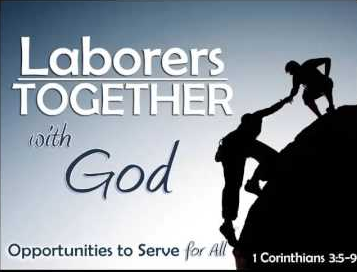 Laborers
TOGETHER
with
God
Opportunities to Serve for All
1 Corinthians 3:5-9